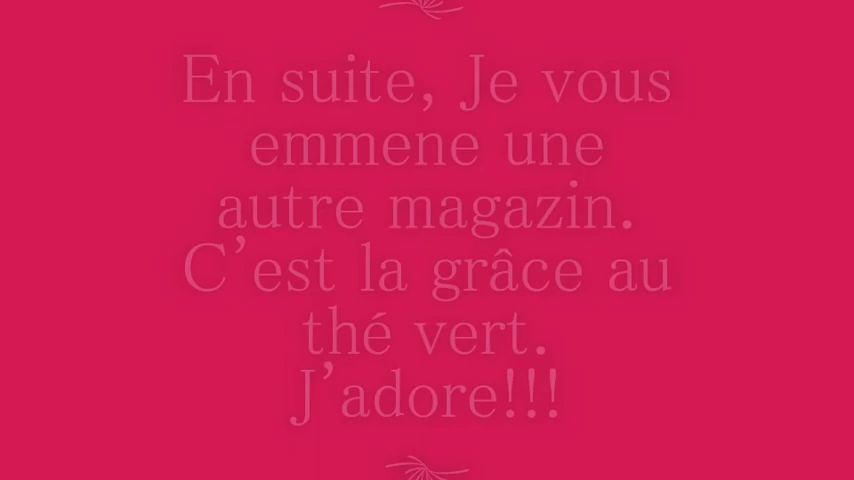 En suite, Je vous
emmene une
autre magazin.
C’est la grâce au
thé vert.
J’adore!!!